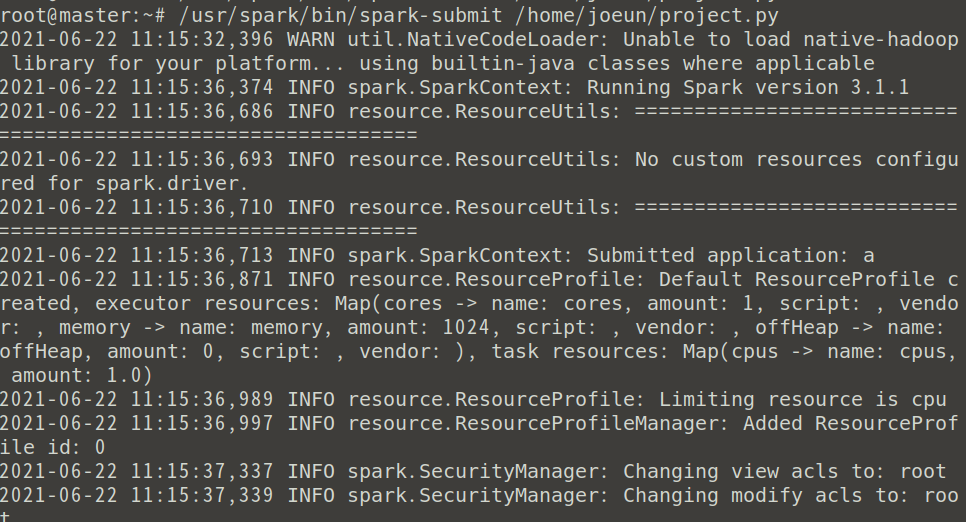 root@master:~# /usr/spark/bin/spark-submit /home/joeun/project.py
2021-06-22 11:15:32,396 WARN util.NativeCodeLoader: Unable to load native-hadoop
 library for your platform... using builtin-java classes where applicable
2021-06-22 11:15:36,374 INFO spark.SparkContext: Running Spark version 3.1.1
2021-06-22 11:15:36,686 INFO resource.ResourceUtils: ===========================
===================================
2021-06-22 11:15:36,693 INFO resource.ResourceUtils: No custom resources configu
red for spark.driver.
2021-06-22 11:15:36,710 INFO resource.ResourceUtils: ===========================
===================================
2021-06-22 11:15:36,713 INFO spark.SparkContext: Submitted application: a
2021-06-22 11:15:36,871 INFO resource.ResourceProfile: Default ResourceProfile c
reated, executor resources: Map(cores -> name: cores, amount: 1, script: , vendo
r: , memory -> name: memory, amount: 1024, script: , vendor: , offHeap -> name: 
offHeap, amount: 0, script: , vendor: ), task resources: Map(cpus -> name: cpus,
 amount: 1.0)
2021-06-22 11:15:36,989 INFO resource.ResourceProfile: Limiting resource is cpu
2021-06-22 11:15:36,997 INFO resource.ResourceProfileManager: Added ResourceProf
ile id: 0
2021-06-22 11:15:37,337 INFO spark.SecurityManager: Changing view acls to: root
2021-06-22 11:15:37,339 INFO spark.SecurityManager: Changing modify acls to: roo
t